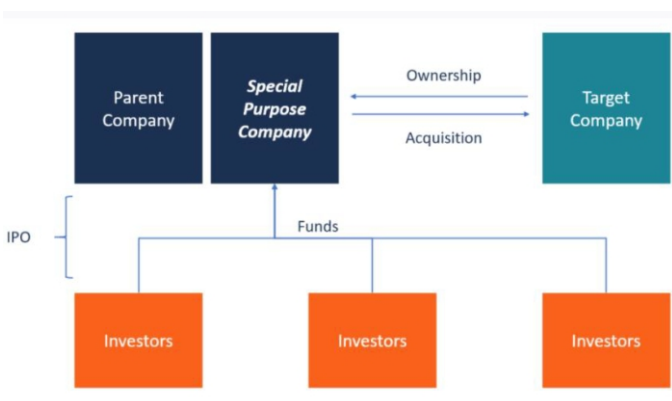 Parent
Company
Special
Purpose
Company
Ownership
Acquisition
Target
Company
IPO
Funds
Investors
Investors
Investors